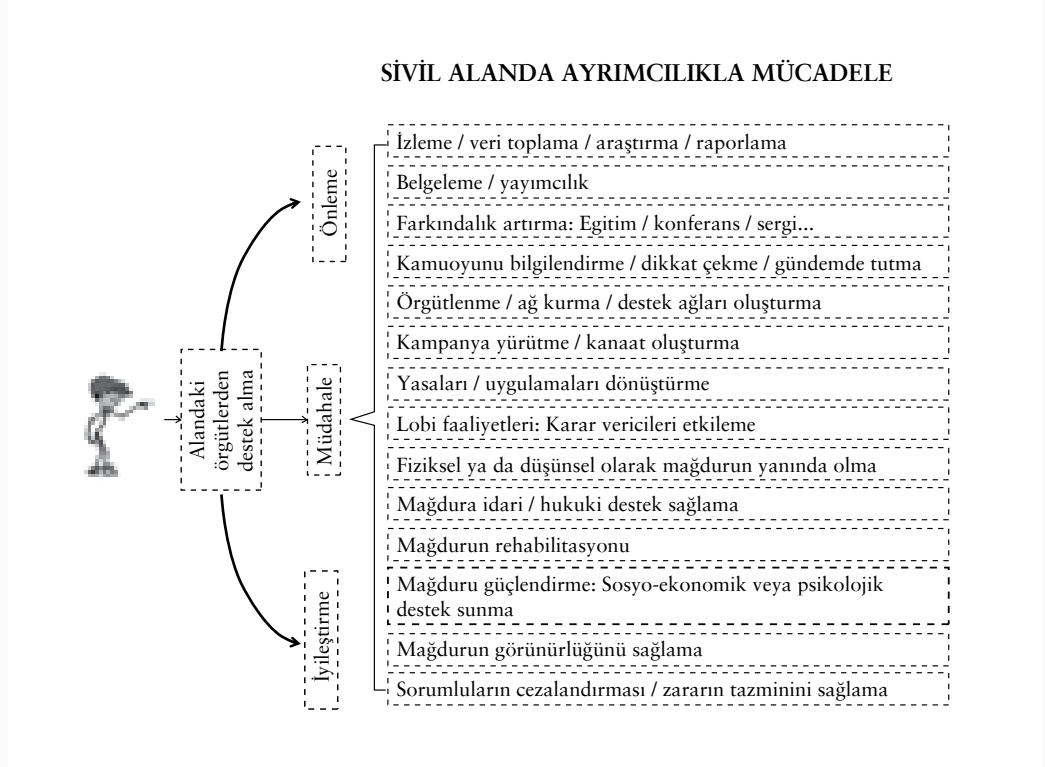 SİVİL ALANDA AYRIMCILIKLA MÜCADELE
Alandaki
örgütlerden
destek alma
Önleme
Müdahale
İyileştirme
İzleme / veri toplama / araştırma / raporlama
Belgeleme / yayımcılık
Farkındalık artırma: Egitim / konferans / sergi...
Kamuoyunu bilgilendirme / dikkat çekme / gündemde tutma
Örgütlenme / ağ kurma / destek ağları oluşturma
Kampanya yürütme / kanaat oluşturma
Yasaları / uygulamaları dönüştürme
Lobi faaliyetleri: Karar vericileri etkileme
Fiziksel ya da düşünsel olarak mağdurun yanında olma
Mağdura idari / hukuki destek sağlama
Mağdurun rehabilitasyonu
Mağduru güçlendirme: Sosyo-ekonomik veya psikolojik
destek sunma
Mağdurun görünürlüğünü sağlama
Sorumluların cezalandırması / zararın tazminini sağlama